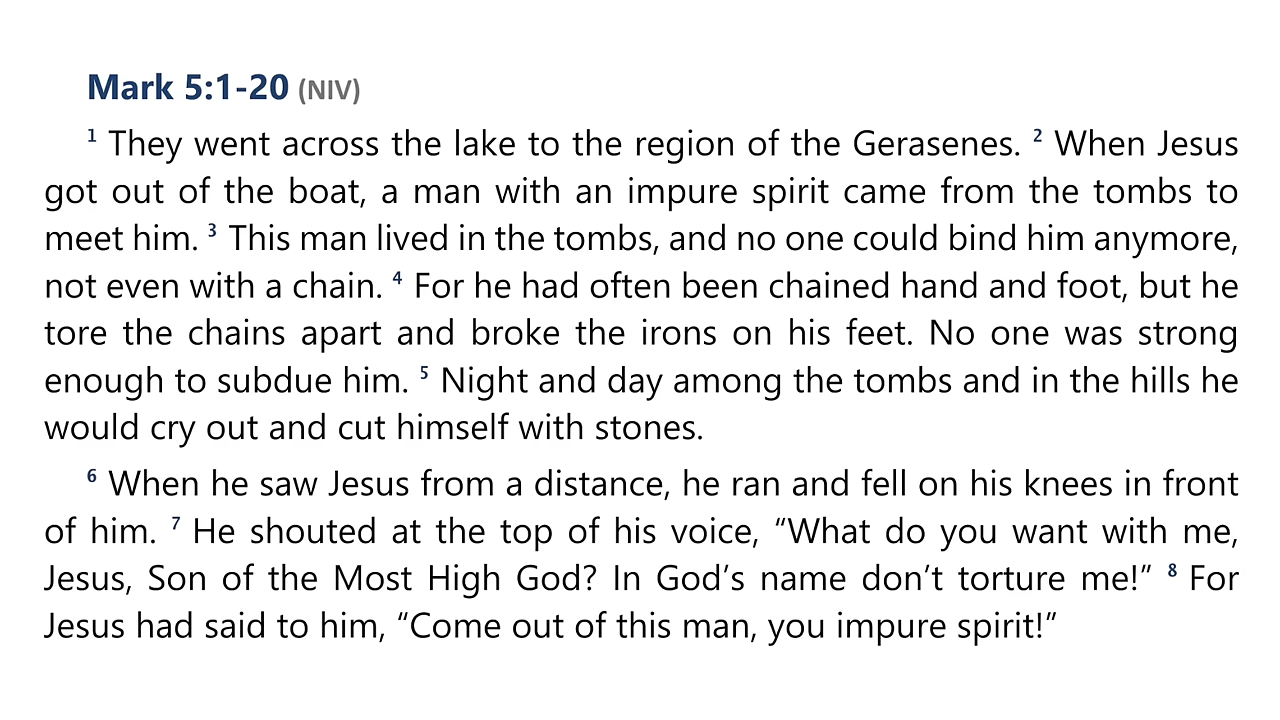 Mark 5:1-20 (NIV)
1 They went across the lake to the region of the Gerasenes. 2 When Jesus
got out of the boat, a man with an impure spirit came from the tombs to
meet him. 3 This man lived in the tombs, and no one could bind him anymore,
not even with a chain. 4 For he had often been chained hand and foot, but he
tore the chains apart and broke the irons on his feet. No one was strong
enough to subdue him. 5 Night and day among the tombs and in the hills he
would cry out and cut himself with stones.
6 When he saw Jesus from a distance, he ran and fell on his knees in front
of him. 7 He shouted at the top of his voice, “What do you want with me,
Jesus, Son of the Most High God? In God’s name don’t torture me!” 8 For
Jesus had said to him, “Come out of this man, you impure spirit!”